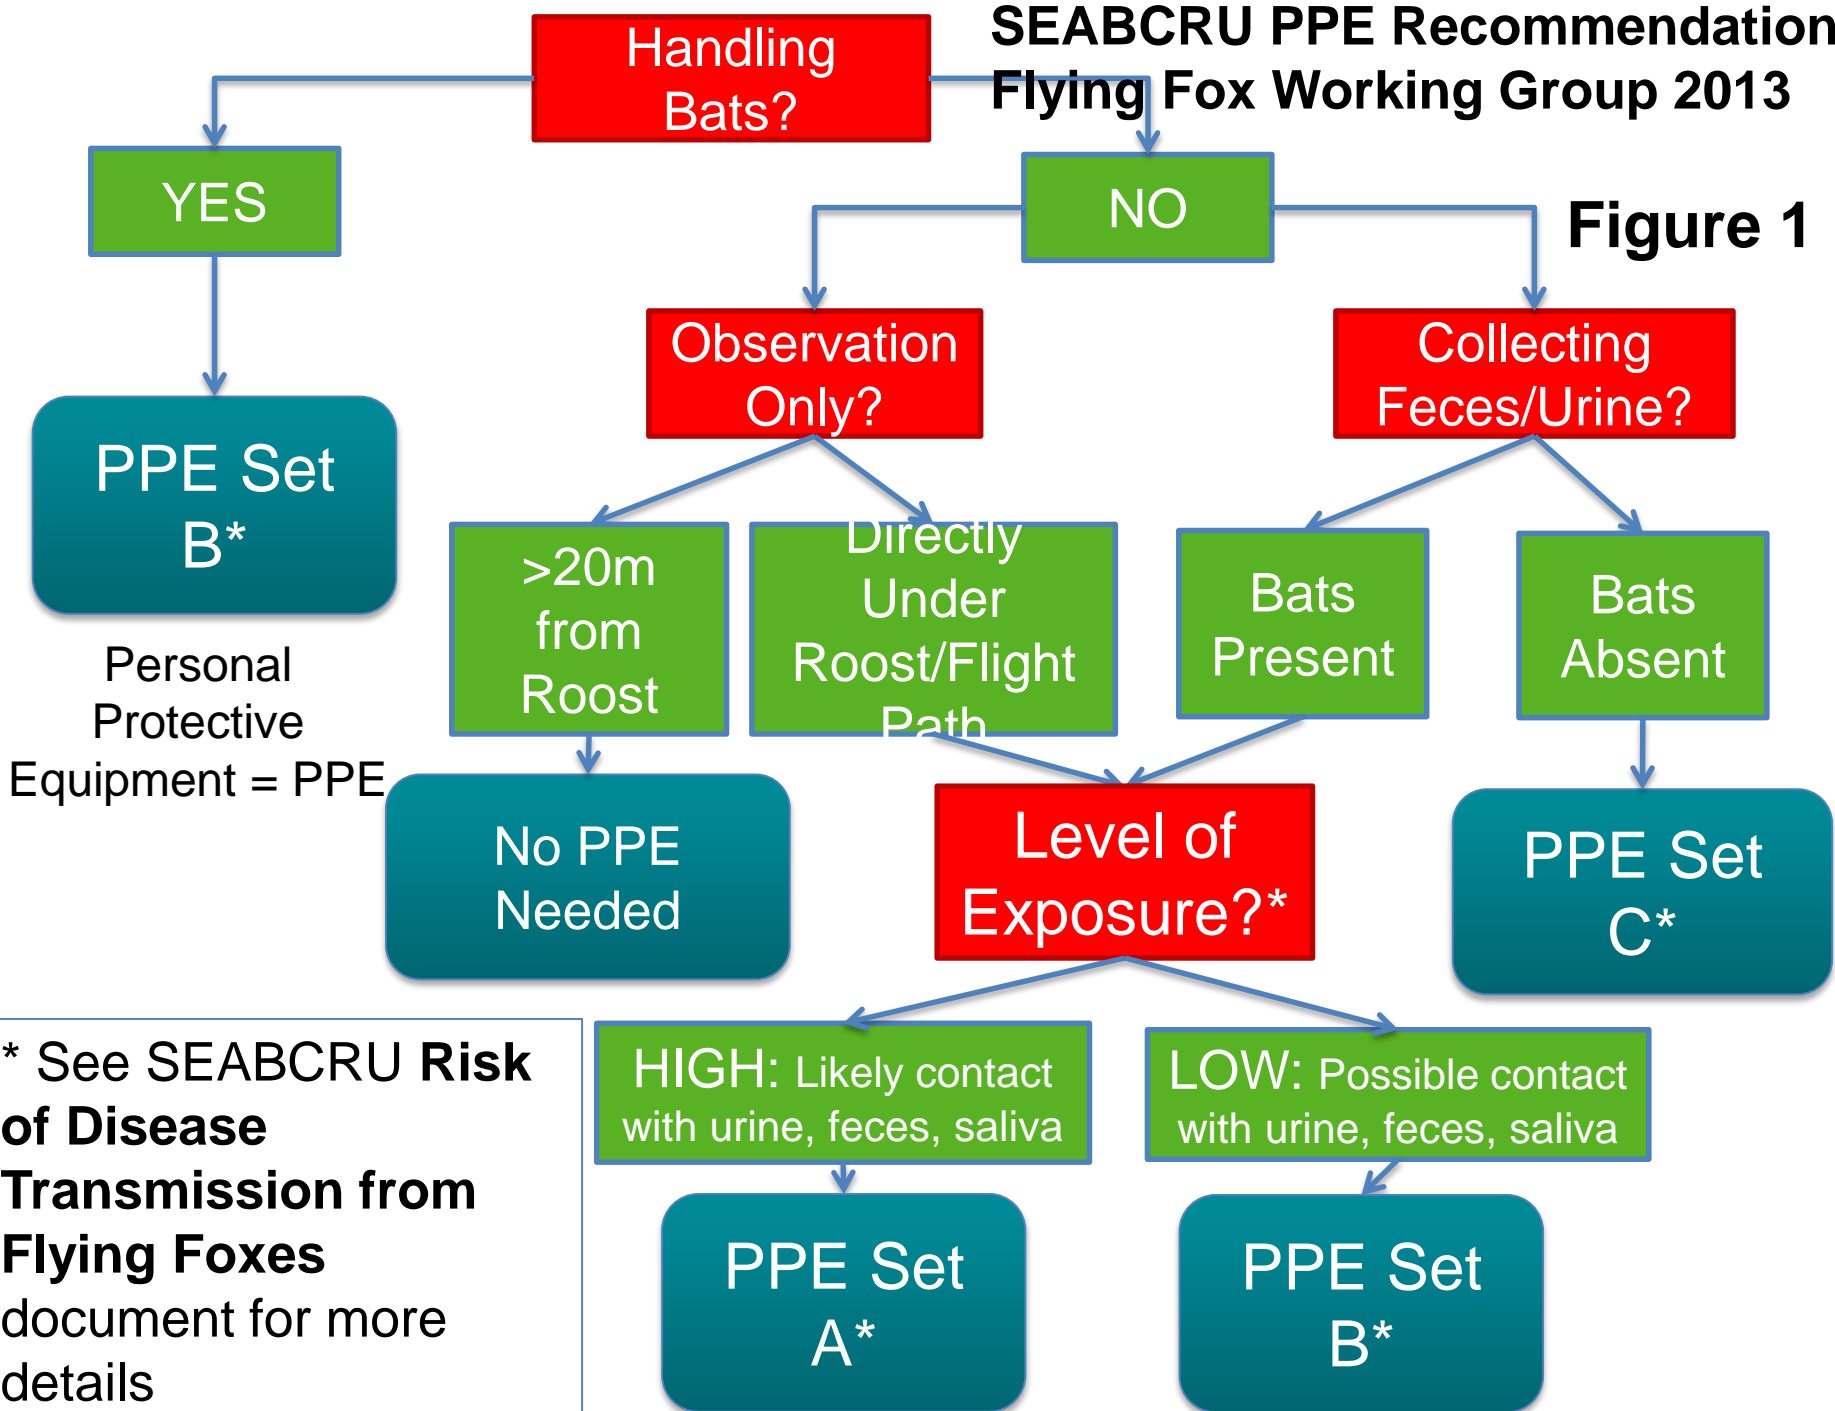 SEABCRU PPE Recommendation
Flying Fox Working Group 2013
Figure 1
Handling
Bats?
YES
NO
Observation
Only?
Collecting
Feces/Urine?
PPE Set
B*
Personal
Protective
Equipment = PPE
>20m
from
Roost
Directly
Under
Roost/Flight
Path
Bats
Present
Bats
Absent
No PPE
Needed
Level of
Exposure?*
PPE Set
C*
HIGH: Likely contact
with urine, feces, saliva
LOW: Possible contact
with urine, feces, saliva
PPE Set
A*
PPE Set
B*
* See SEABCRU Risk
of Disease
Transmission from
Flying Foxes
document for more
details